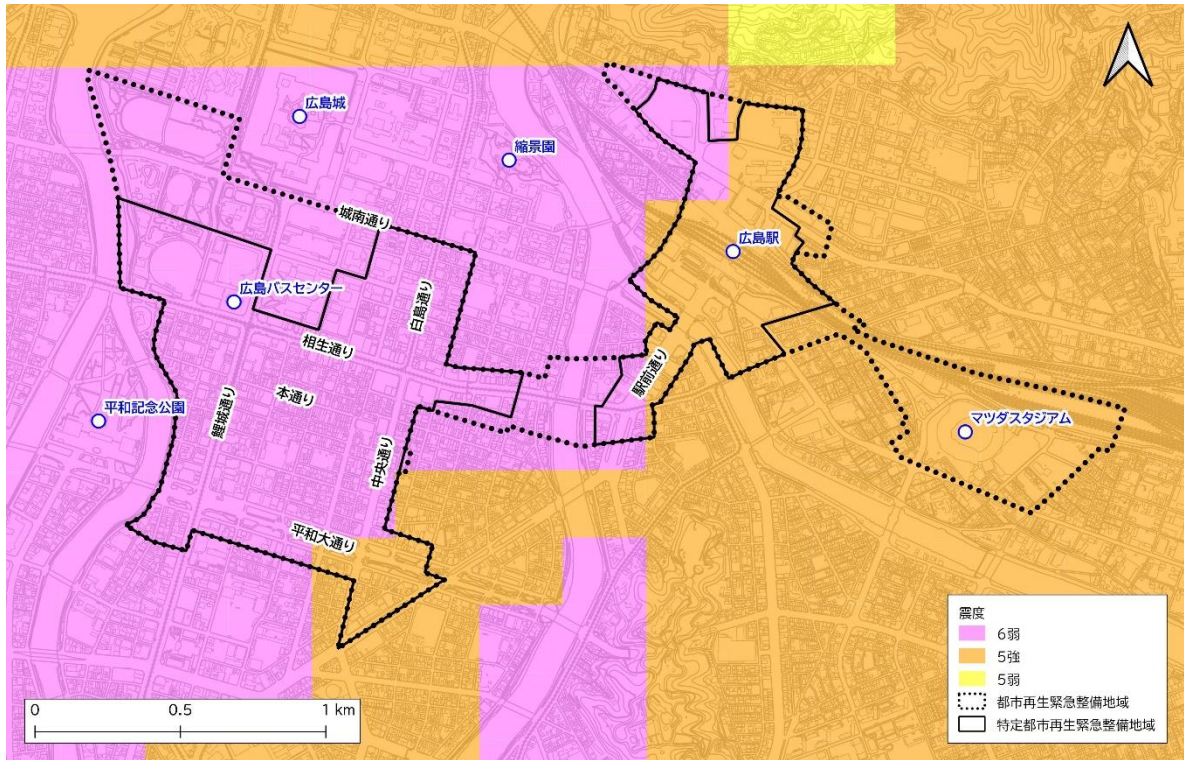 広島城
縮景園
城南通り
広島駅
広島バスセンター
白島通り
相生通り
駅前通り
本通り
鯉城通り
平和記念公園
中央通り
マツダスタジアム
平和大通り
震度
6弱
5強
5弱
都市再生緊急整備地域
特定都市再生緊急整備地域
0 0.5 1 km